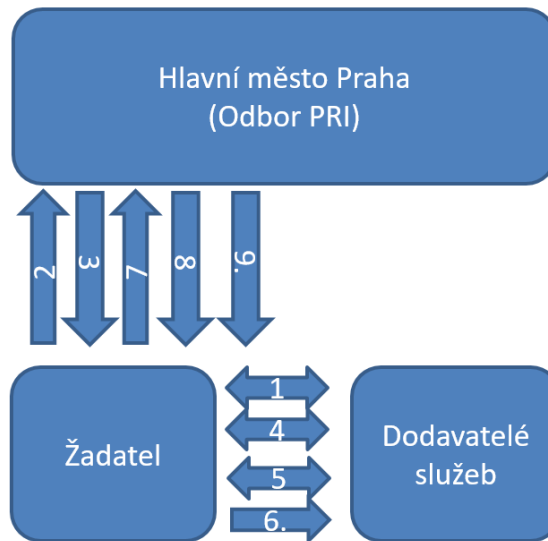 Hlavní město Praha
(Odbor PRI)
2
3
7
8
9.
1
4
5
6.
Žadatel
Dodavatelé
služeb